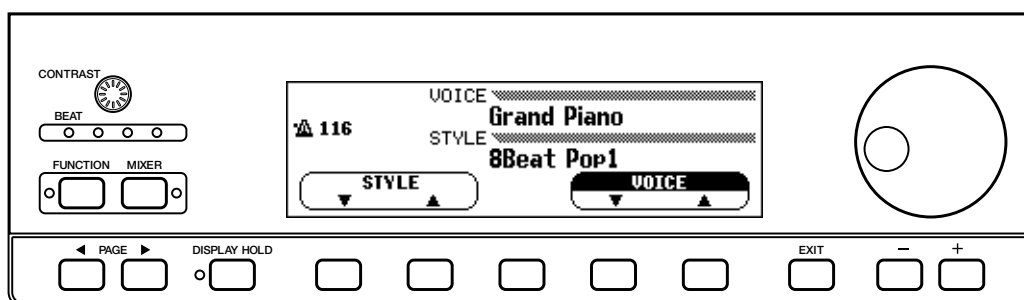 CONTRAST
BEAT
FUNCTION MIXER
VOICE
Grand Piano
116
STYLE
8Beat Pop1
STYLE VOICE
PAGE DISPLAY HOLD EXIT − +